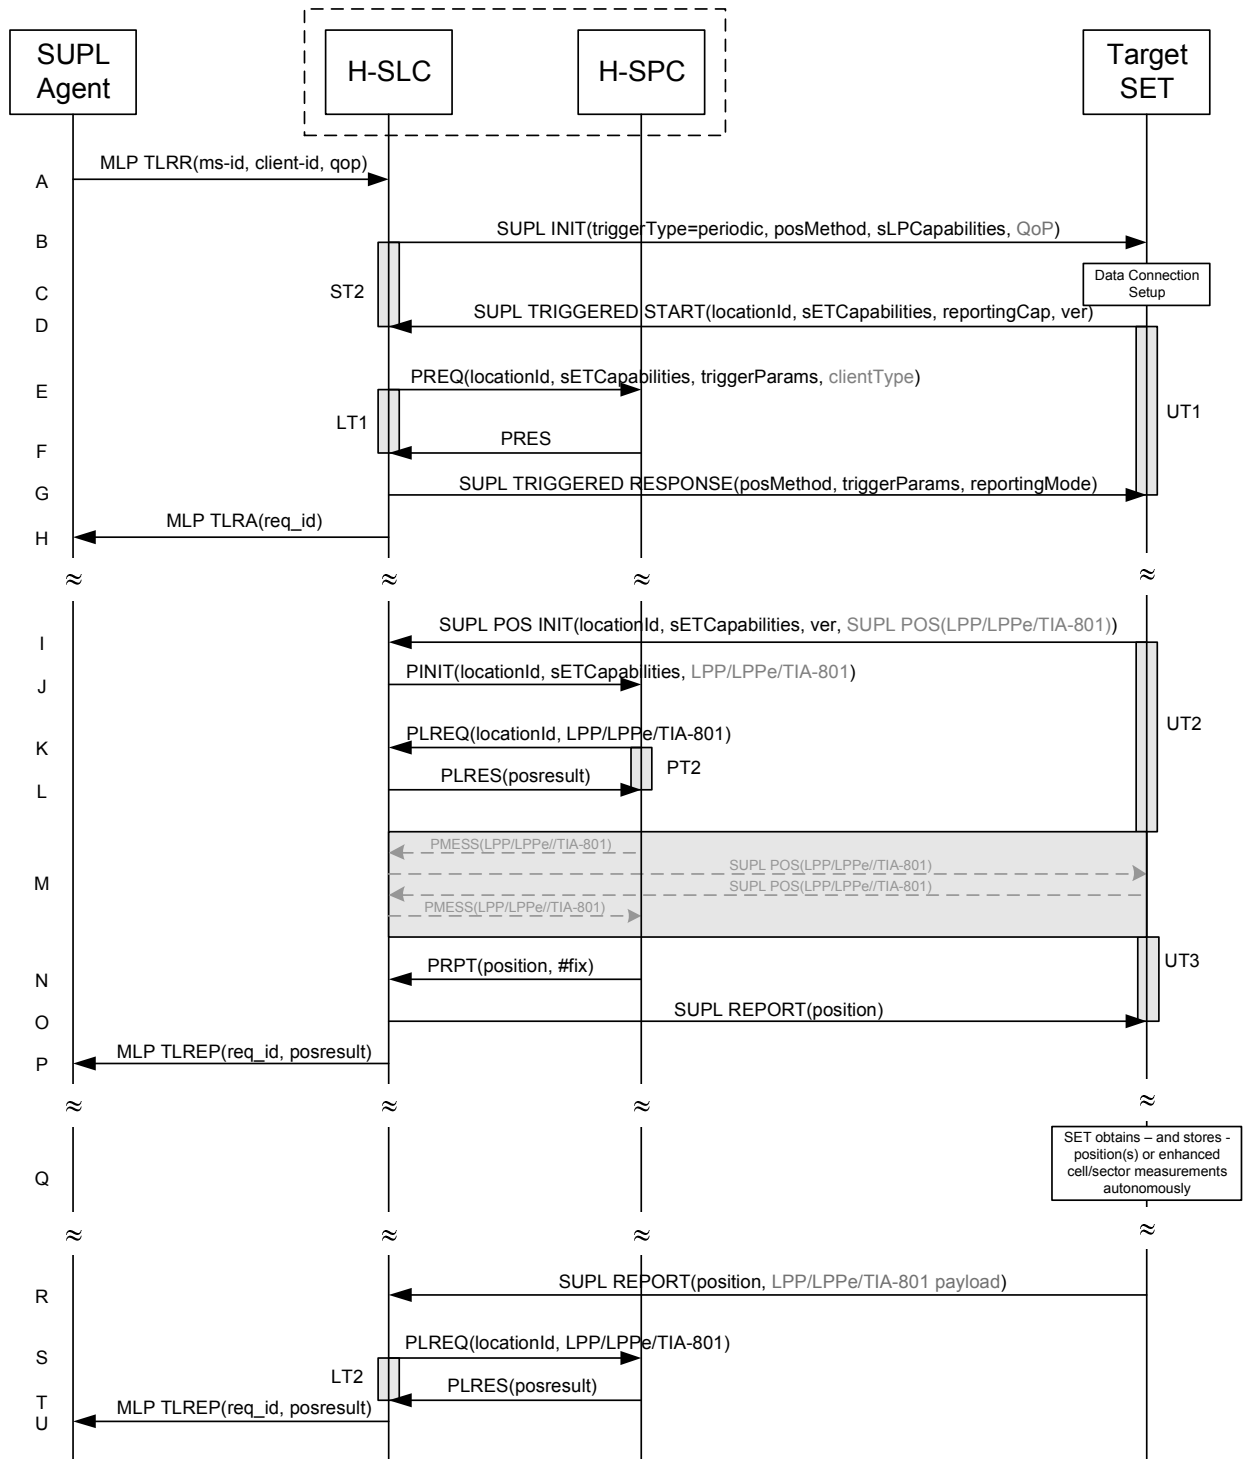 SUPL
Agent
H-SLC
H-SPC
Target
SET
A
MLP TLRR(ms-id, client-id, qop)
B
SUPL INIT(triggerType=periodic, posMethod, sLPCapabilities, QoP)
C
ST2
Data Connection
Setup
D
SUPL TRIGGERED START(locationId, sETCapabilities, reportingCap, ver)
E
PREQ(locationId, sETCapabilities, triggerParams, clientType)
LT1
UT1
F
PRES
G
SUPL TRIGGERED RESPONSE(posMethod, triggerParams, reportingMode)
H
MLP TLRA(req_id)
≈ ≈ ≈ ≈
I
SUPL POS INIT(locationId, sETCapabilities, ver, SUPL POS(LPP/LPPe/TIA-801))
J
PINIT(locationId, sETCapabilities, LPP/LPPe/TIA-801)
UT2
K
PLREQ(locationId, LPP/LPPe/TIA-801)
PT2
L
PLRES(posresult)
M
PMESS(LPP/LPPe//TIA-801)
SUPL POS(LPP/LPPe//TIA-801)
SUPL POS(LPP/LPPe//TIA-801)
PMESS(LPP/LPPe//TIA-801)
N
PRPT(position, #fix)
UT3
O
SUPL REPORT(position)
P
MLP TLREP(req_id, posresult)
≈ ≈ ≈ ≈
Q
SET obtains – and stores -
position(s) or enhanced
cell/sector measurements
autonomously
≈ ≈ ≈ ≈
R
SUPL REPORT(position, LPP/LPPe/TIA-801 payload)
S
PLREQ(locationId, LPP/LPPe/TIA-801)
LT2
T
PLRES(posresult)
U
MLP TLREP(req_id, posresult)